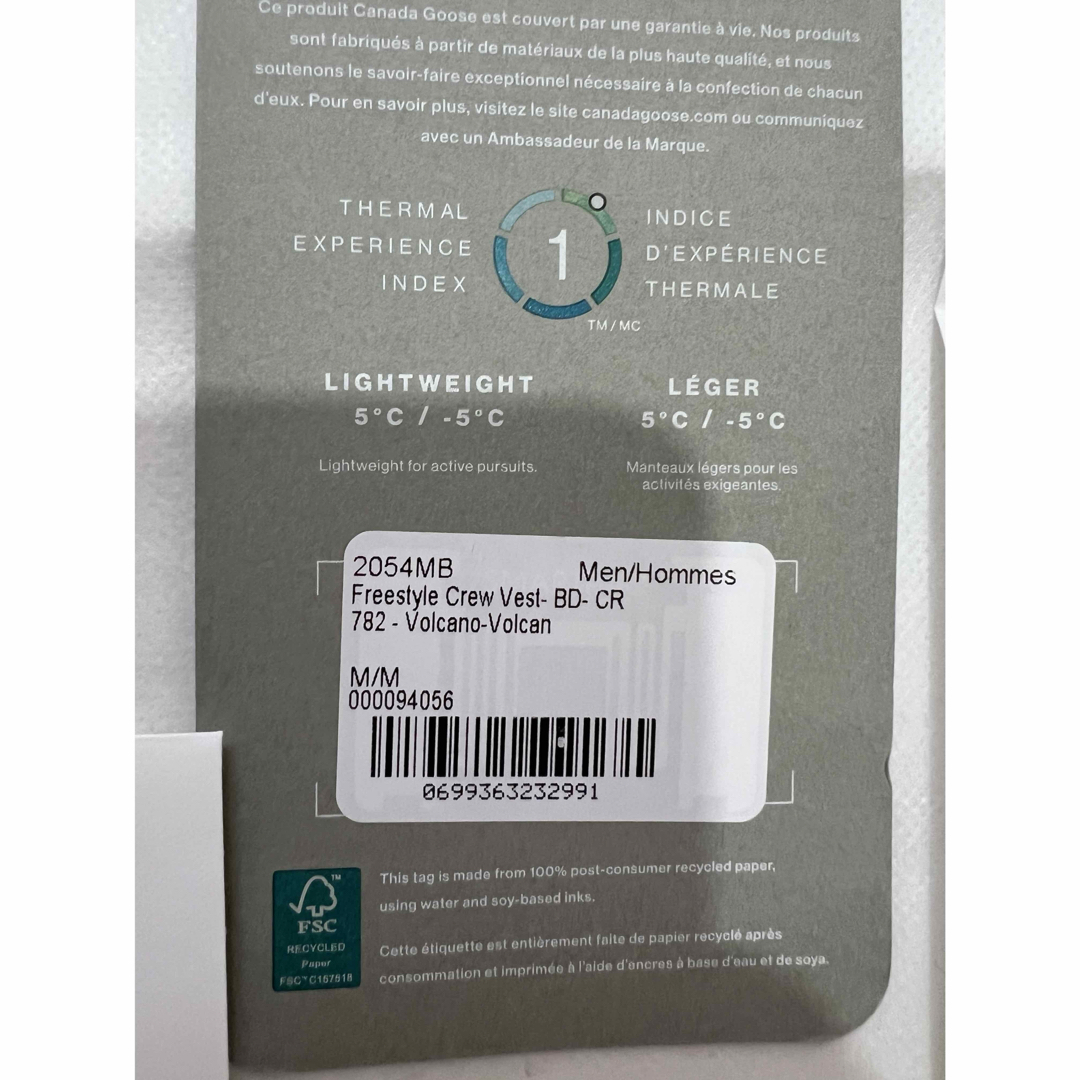 Ce produit Canada Goose est couvert par une garantie à vie. Nos produits
sont fabriqués à partir de matériaux de la plus haute qualité, et nous
soutenons le savoir-faire exceptionnel nécessaire à la confection de chacun
d'eux. Pour en savoir plus, visitez le site canadagoose.com ou communiquez
avec un Ambassadeur de la Marque.
THERMAL
EXPERIENCE
INDEX
1
TM/MC
INDICE
D'EXPÉRIENCE
THERMALE
LIGHTWEIGHT
5°C / -5°C
Lightweight for active pursuits.
LÉGER
5°C / -5°C
Manteaux légers pour les
activités exigeantes.
2054MB Men/Hommes
Freestyle Crew Vest- BD- CR
782 - Volcano-Volcan
M/M
000094056
0699363232991
TM
FSC
RECYCLED
Paper
FSC™ C157518
This tag is made from 100% post-consumer recycled paper,
using water and soy-based inks.
Cette étiquette est entièrement faite de papier recyclé après
consommation et imprimée à l'aide d'encres à base d'eau et de soya.